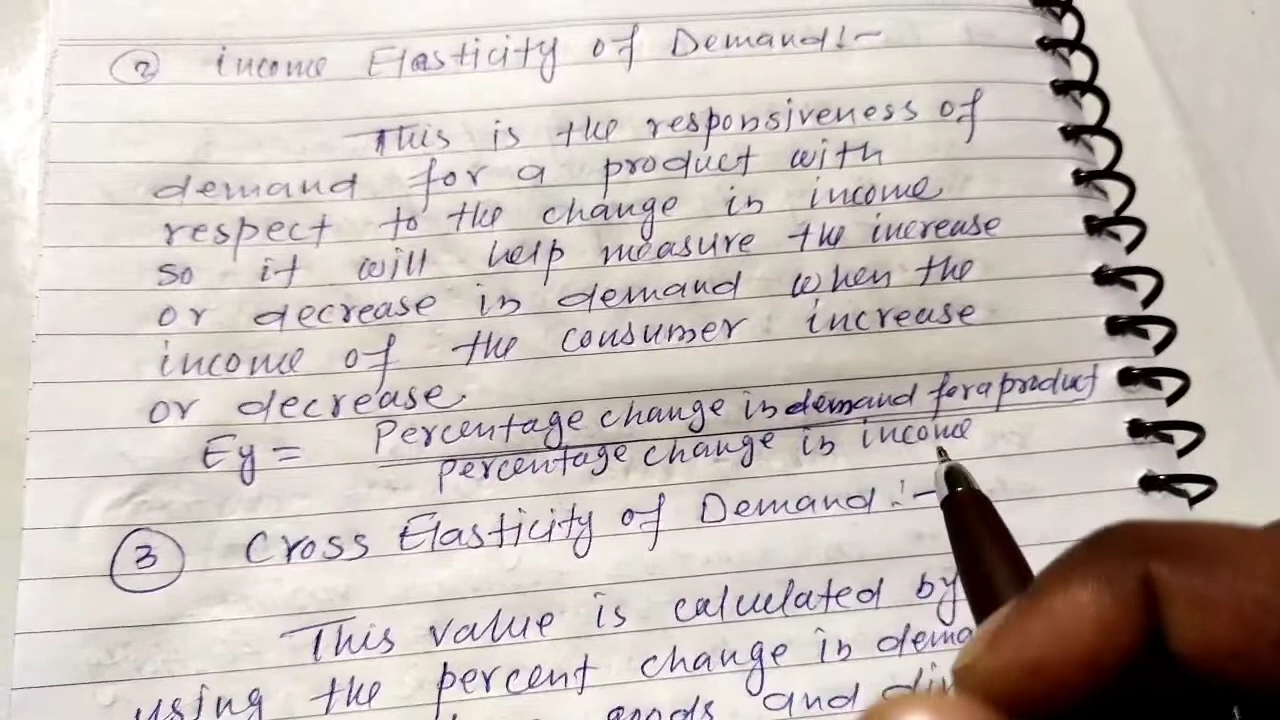 ② income Elasticity of Demand:-
This is the responsiveness of
demand for a product with
respect to the change in income
so it will help measure the increase
or decrease in demand when the
income of the consumer increase
or decrease.
Ey = Percentage change in demand for a product
percentage change in income
③ Cross Elasticity of Demand:-
This value is calculated by
using the percent change in dema
goods and